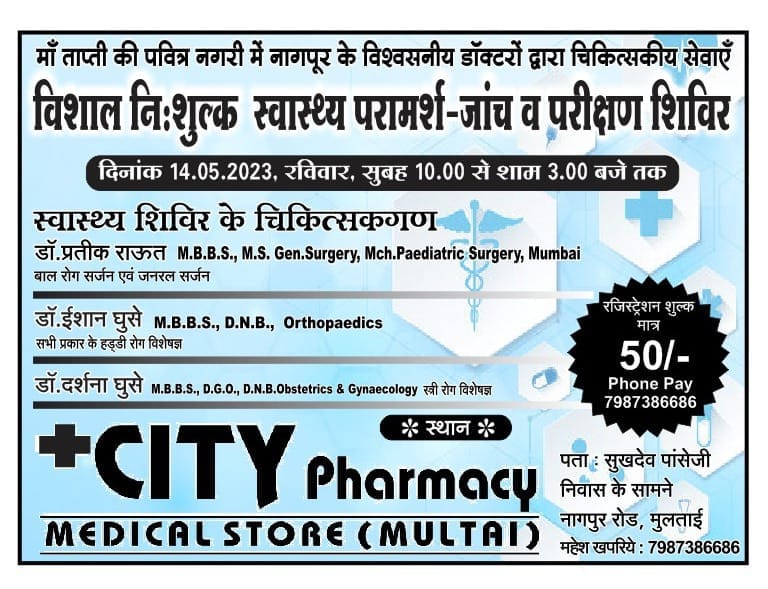 माँ ताप्ती की पवित्र नगरी में नागपुर के विश्वसनीय डॉक्टरों द्वारा चिकित्सकीय सेवाएँ
विशाल नि:शुल्क स्वास्थ्य परामर्श-जांच व परीक्षण शिविर
दिनांक 14.05.2023, रविवार, सुबह 10.00 से शाम 3.00 बजे तक
स्वास्थ्य शिविर के चिकित्सकगण
डॉ.प्रतीक राऊत M.B.B.S., M.S. Gen.Surgery, Mch.Paediatric Surgery, Mumbai
बाल रोग सर्जन एवं जनरल सर्जन
डॉ.ईशान घुसे M.B.B.S., D.N.B., Orthopaedics
सभी प्रकार के हड्डी रोग विशेषज्ञ
डॉ.दर्शना घुसे M.B.B.S., D.G.O., D.N.B.Obstetrics & Gynaecology स्त्री रोग विशेषज्ञ
रजिस्ट्रेशन शुल्क
मात्र
50/-
Phone Pay
7987386686
स्थान
CITY Pharmacy
MEDICAL STORE (MULTAI)
पता : सुखदेव पांसेजी
निवास के सामने
नागपुर रोड, मुलताई
महेश खपरिये : 7987386686